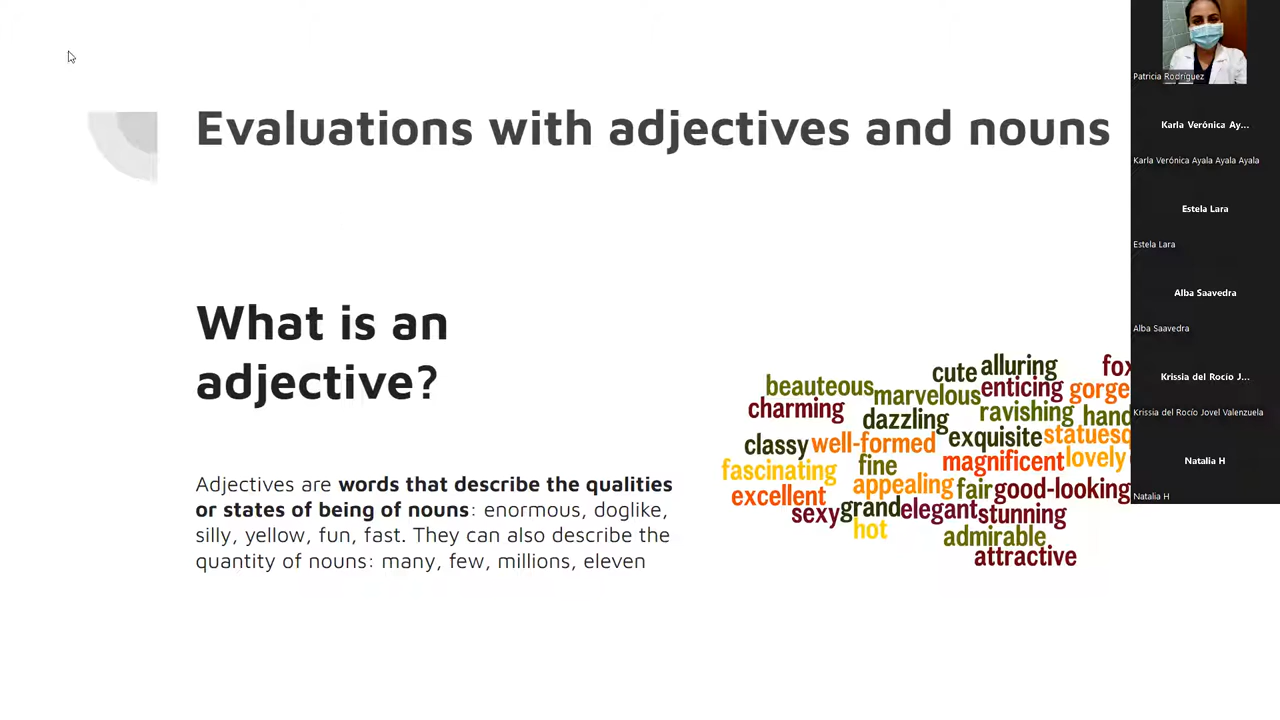 Evaluations with adjectives and nouns
What is an
adjective?
Adjectives are words that describe the qualities
or states of being of nouns: enormous, doglike,
silly, yellow, fun, fast. They can also describe the
quantity of nouns: many, few, millions, eleven
cute alluring
beauteous marvelous enticing
charming dazzling ravishing
classy well-formed exquisite
fascinating fine magnificent lovely
excellent appealing fair good-looking
sexy grand elegant stunning
hot admirable
attractive
Patricia Rodriguez
Karla Verónica Ay...
Karla Verónica Ayala Ayala Ayala
Estela Lara
Estela Lara
Alba Saavedra
Alba Saavedra
Krissia del Rocío J...
Krissia del Rocío Jovel Valenzuela
Natalia H
Natalia H